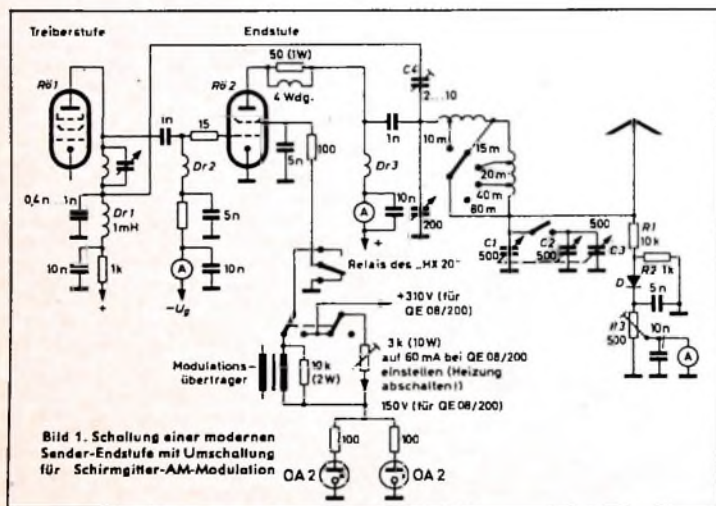 Treiberstufe
Endstufe
50 (1W)
4 Wdg.
C4
2...10
Rö1
Rö2
1n
15
5n
100
1n
10m
15m
20m
40m
80m
Dr2
Dr3
0,4n...1n
Dr1
1mH
5n
10n
A
10n
1k
+
A
10n
-Ug
+
200
C1
500
C2
500
500
C3
R1
10k
R2 1k
D
5n
R3
500
10n
A
Relais des „HX 20"
+310V (für
QE 08/200)
3k (10W)
auf 60 mA bei QE 08/200
einstellen (Heizung
abschalten!)
Modulations-
übertrager
10k
(2W)
150V (für QE 08/200)
100
100
OA2
OA2
Bild 1. Schaltung einer modernen
Sender-Endstufe mit Umschaltung
für Schirmgitter-AM-Modulation